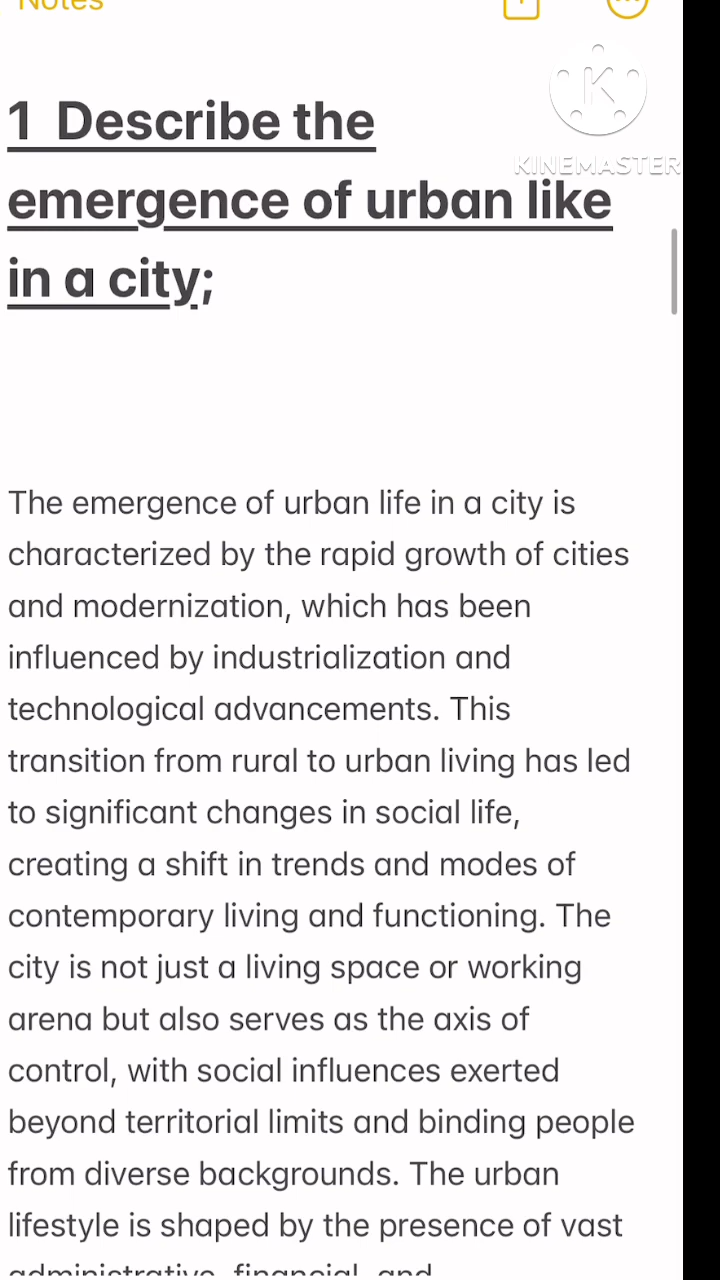 Notes
KINEMASTER
1 Describe the
emergence of urban like
in a city;
The emergence of urban life in a city is
characterized by the rapid growth of cities
and modernization, which has been
influenced by industrialization and
technological advancements. This
transition from rural to urban living has led
to significant changes in social life,
creating a shift in trends and modes of
contemporary living and functioning. The
city is not just a living space or working
arena but also serves as the axis of
control, with social influences exerted
beyond territorial limits and binding people
from diverse backgrounds. The urban
lifestyle is shaped by the presence of vast
administrative, financial, and